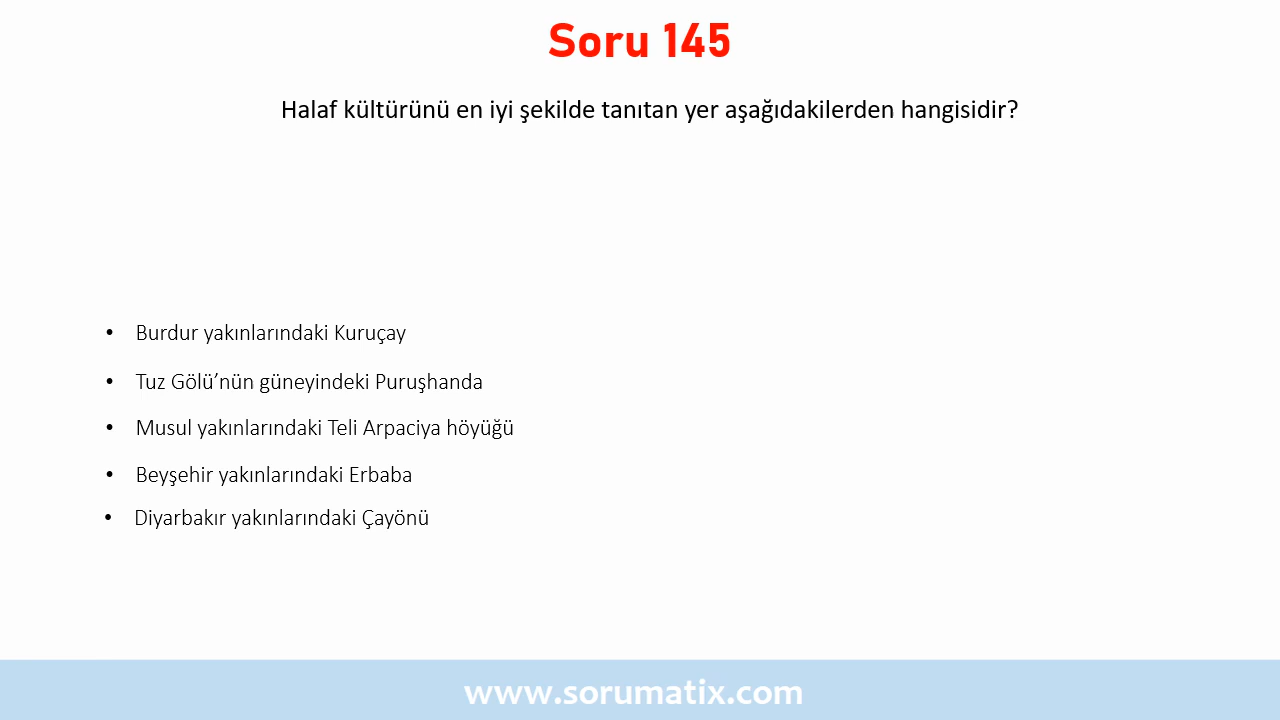 Soru 145
Halaf kültürünü en iyi şekilde tanıtan yer aşağıdakilerden hangisidir?
• Burdur yakınlarındaki Kuruçay
• Tuz Gölü’nün güneyindeki Puruşhanda
• Musul yakınlarındaki Teli Arpaciya höyüğü
• Beyşehir yakınlarındaki Erbaba
• Diyarbakır yakınlarındaki Çayönü
www.sorumatix.com